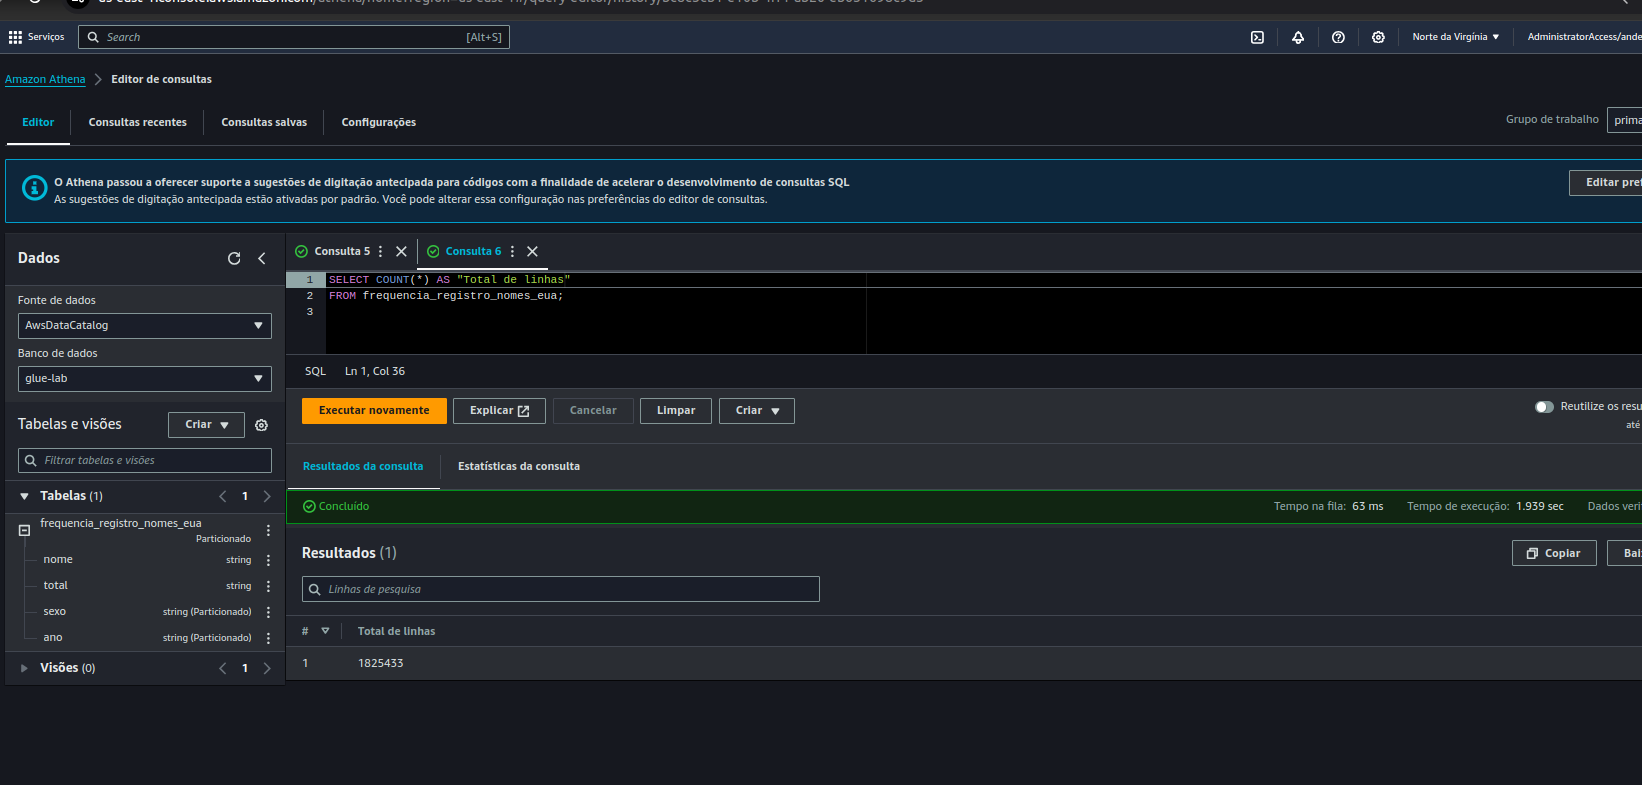 Serviços
Search
[Alt+S]
Norte da Virgínia
AdministratorAccess/ande
Amazon Athena
Editor de consultas
Editor
Consultas recentes
Consultas salvas
Configurações
Grupo de trabalho
prima
O Athena passou a oferecer suporte a sugestões de digitação antecipada para códigos com a finalidade de acelerar o desenvolvimento de consultas SQL
As sugestões de digitação antecipada estão ativadas por padrão. Você pode alterar essa configuração nas preferências do editor de consultas.
Editar pref
Dados
Fonte de dados
AwsDataCatalog
Banco de dados
glue-lab
Tabelas e visões
Criar
Filtrar tabelas e visões
Tabelas (1)
1
frequencia_registro_nomes_eua
Particionado
nome string
total string
sexo string (Particionado)
ano string (Particionado)
Visões (0)
1
Consulta 5
Consulta 6
1 SELECT COUNT(*) AS "Total de linhas"
2 FROM frequencia_registro_nomes_eua;
3
SQL Ln 1, Col 36
Executar novamente
Explicar
Cancelar
Limpar
Criar
Reutilize os resu
até
Resultados da consulta
Estatísticas da consulta
Concluído
Tempo na fila: 63 ms
Tempo de execução: 1.939 sec
Dados veri
Resultados (1)
Copiar
Bai
Linhas de pesquisa
# Total de linhas
1 1825433